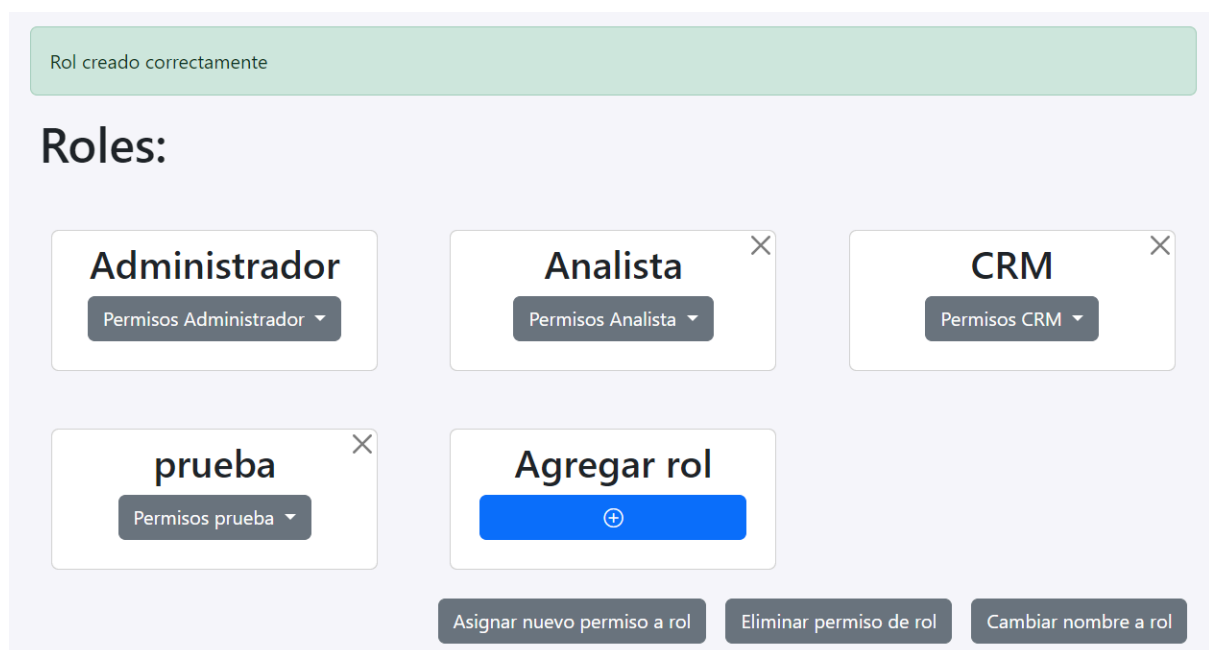 Rol creado correctamente
Roles:
Administrador
Permisos Administrador
Analista
Permisos Analista
CRM
Permisos CRM
prueba
Permisos prueba
Agregar rol
Asignar nuevo permiso a rol
Eliminar permiso de rol
Cambiar nombre a rol